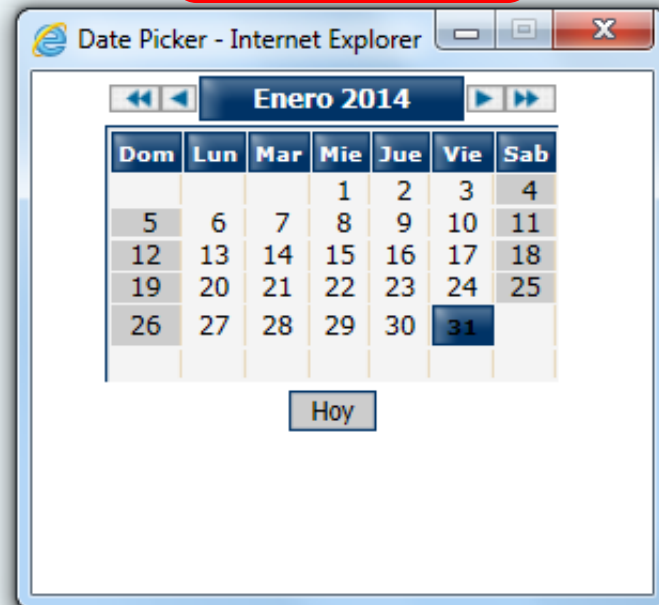 Date Picker - Internet Explorer
Enero 2014
Dom Lun Mar Mie Jue Vie Sab
1 2 3 4
5 6 7 8 9 10 11
12 13 14 15 16 17 18
19 20 21 22 23 24 25
26 27 28 29 30 31
Hoy